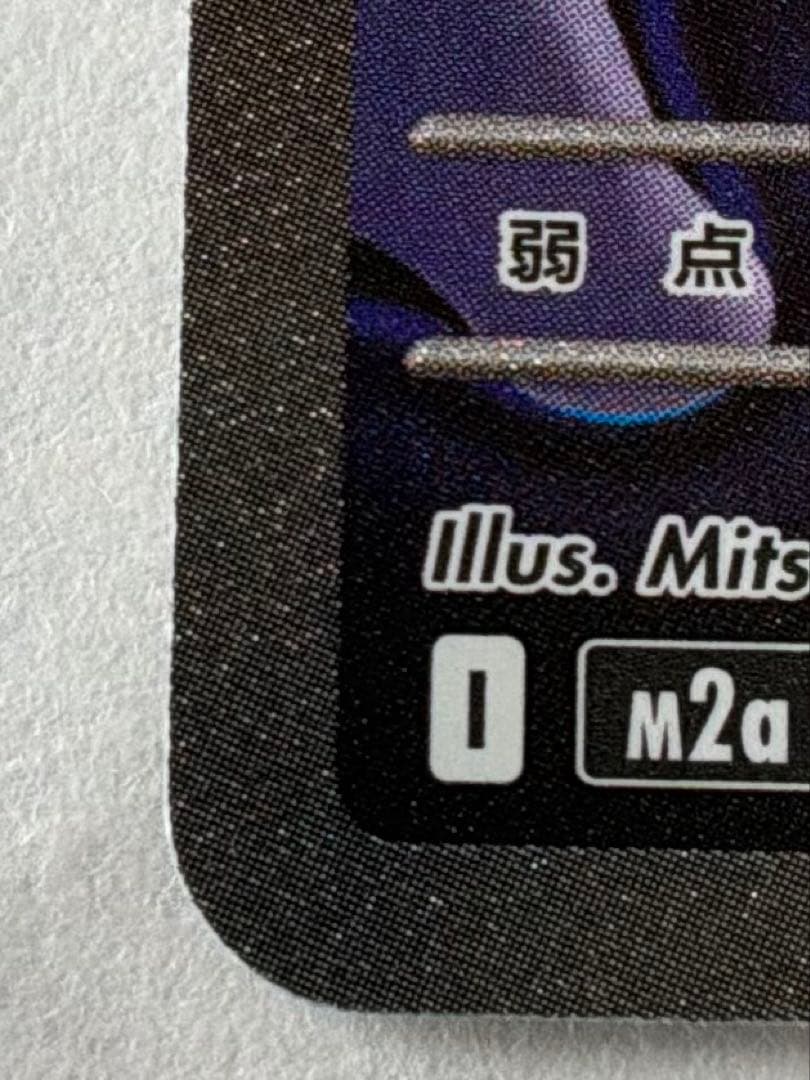 弱点
Illus. Mits
I
M2a